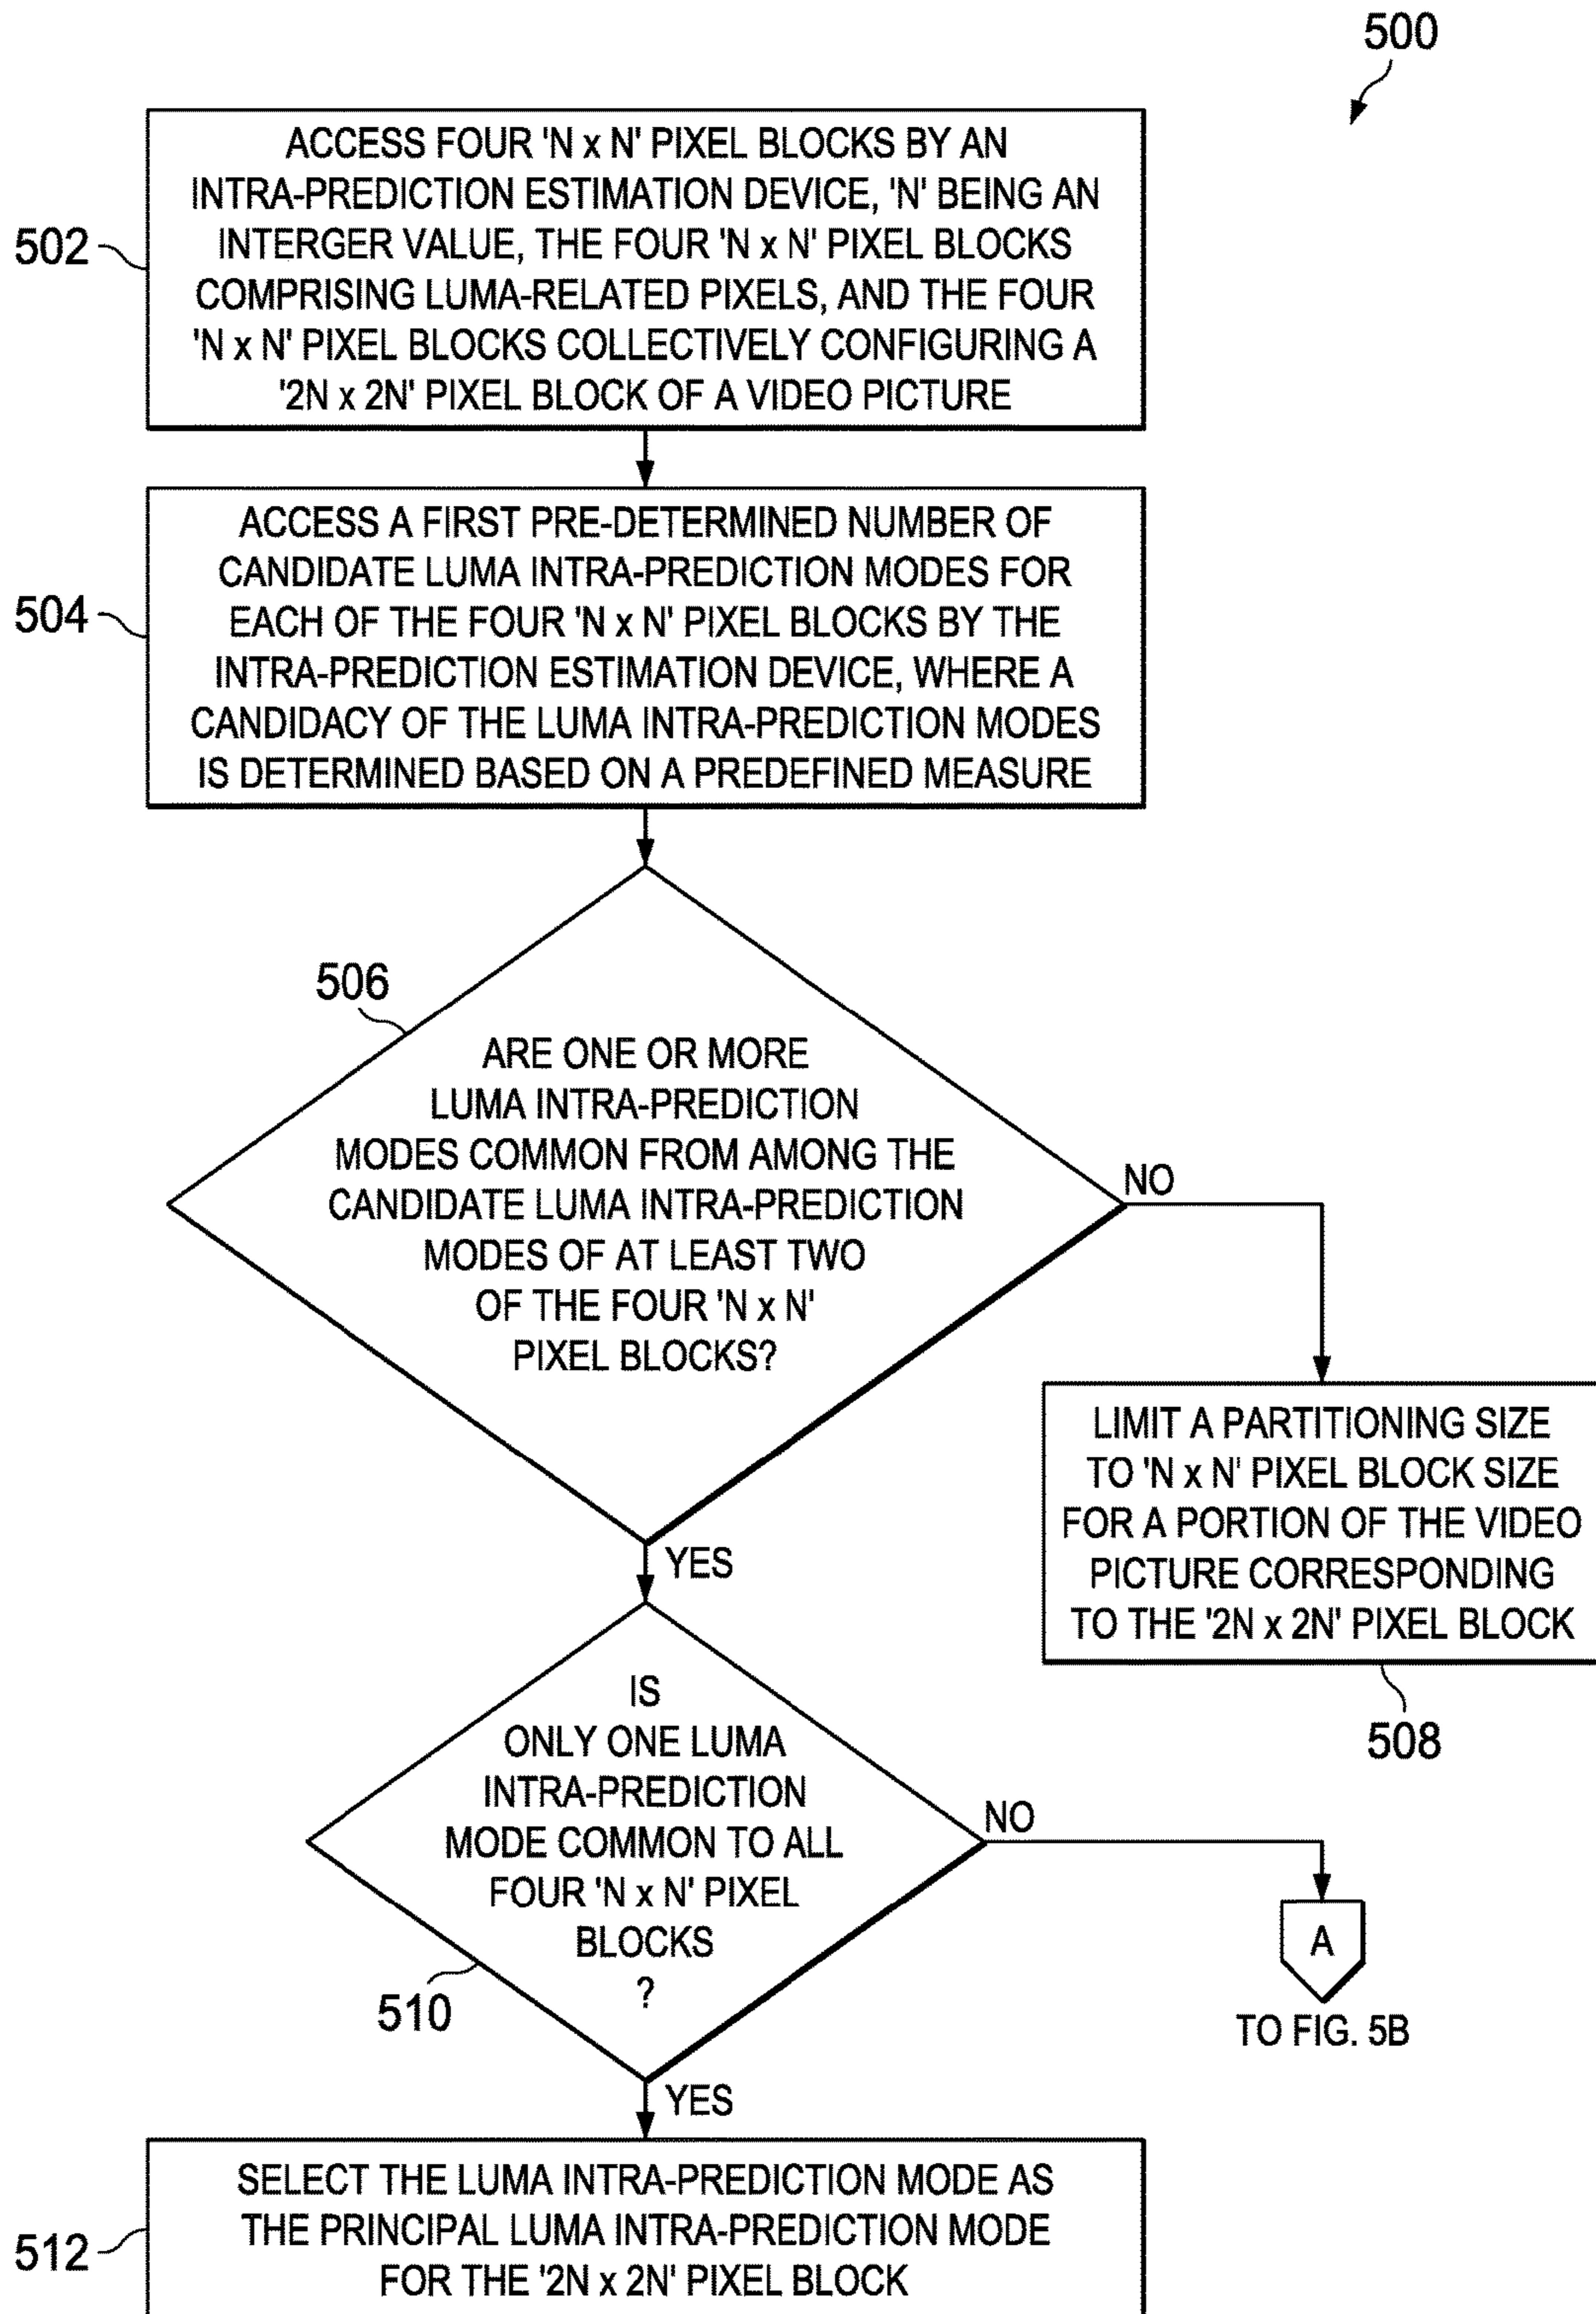 500
ACCESS FOUR 'N x N' PIXEL BLOCKS BY AN
INTRA-PREDICTION ESTIMATION DEVICE, 'N' BEING AN
INTERGER VALUE, THE FOUR 'N x N' PIXEL BLOCKS
COMPRISING LUMA-RELATED PIXELS, AND THE FOUR
'N x N' PIXEL BLOCKS COLLECTIVELY CONFIGURING A
'2N x 2N' PIXEL BLOCK OF A VIDEO PICTURE
502
ACCESS A FIRST PRE-DETERMINED NUMBER OF
CANDIDATE LUMA INTRA-PREDICTION MODES FOR
EACH OF THE FOUR 'N x N' PIXEL BLOCKS BY THE
INTRA-PREDICTION ESTIMATION DEVICE, WHERE A
CANDIDACY OF THE LUMA INTRA-PREDICTION MODES
IS DETERMINED BASED ON A PREDEFINED MEASURE
504
506
ARE ONE OR MORE
LUMA INTRA-PREDICTION
MODES COMMON FROM AMONG THE
CANDIDATE LUMA INTRA-PREDICTION
MODES OF AT LEAST TWO
OF THE FOUR 'N x N'
PIXEL BLOCKS?
NO
LIMIT A PARTITIONING SIZE
TO 'N x N' PIXEL BLOCK SIZE
FOR A PORTION OF THE VIDEO
PICTURE CORRESPONDING
TO THE '2N x 2N' PIXEL BLOCK
508
YES
IS
ONLY ONE LUMA
INTRA-PREDICTION
MODE COMMON TO ALL
FOUR 'N x N' PIXEL
BLOCKS
?
510
NO
A
TO FIG. 5B
YES
SELECT THE LUMA INTRA-PREDICTION MODE AS
THE PRINCIPAL LUMA INTRA-PREDICTION MODE
FOR THE '2N x 2N' PIXEL BLOCK
512